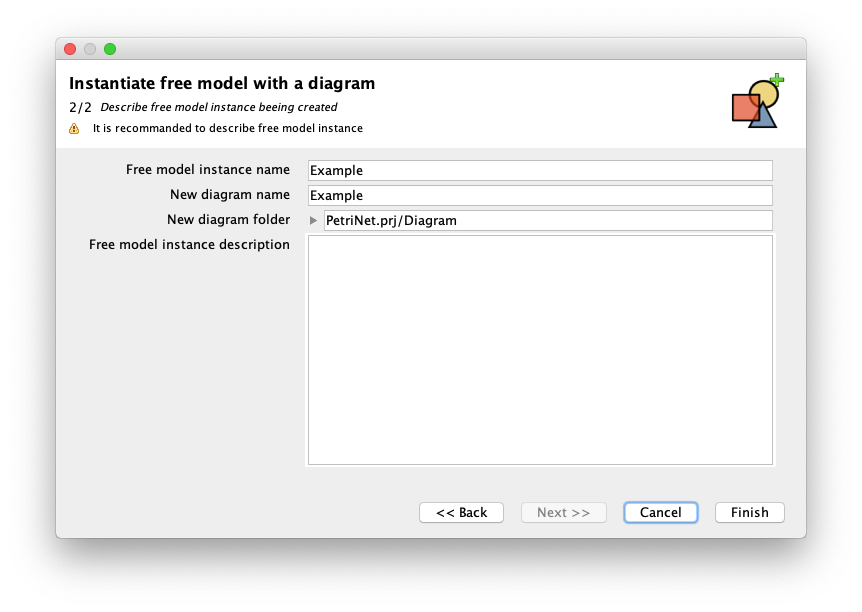 Instantiate free model with a diagram
2/2 Describe free model instance beeing created
It is recommanded to describe free model instance
Free model instance name Example
New diagram name Example
New diagram folder PetriNet.prj/Diagram
Free model instance description
<< Back Next >> Cancel Finish